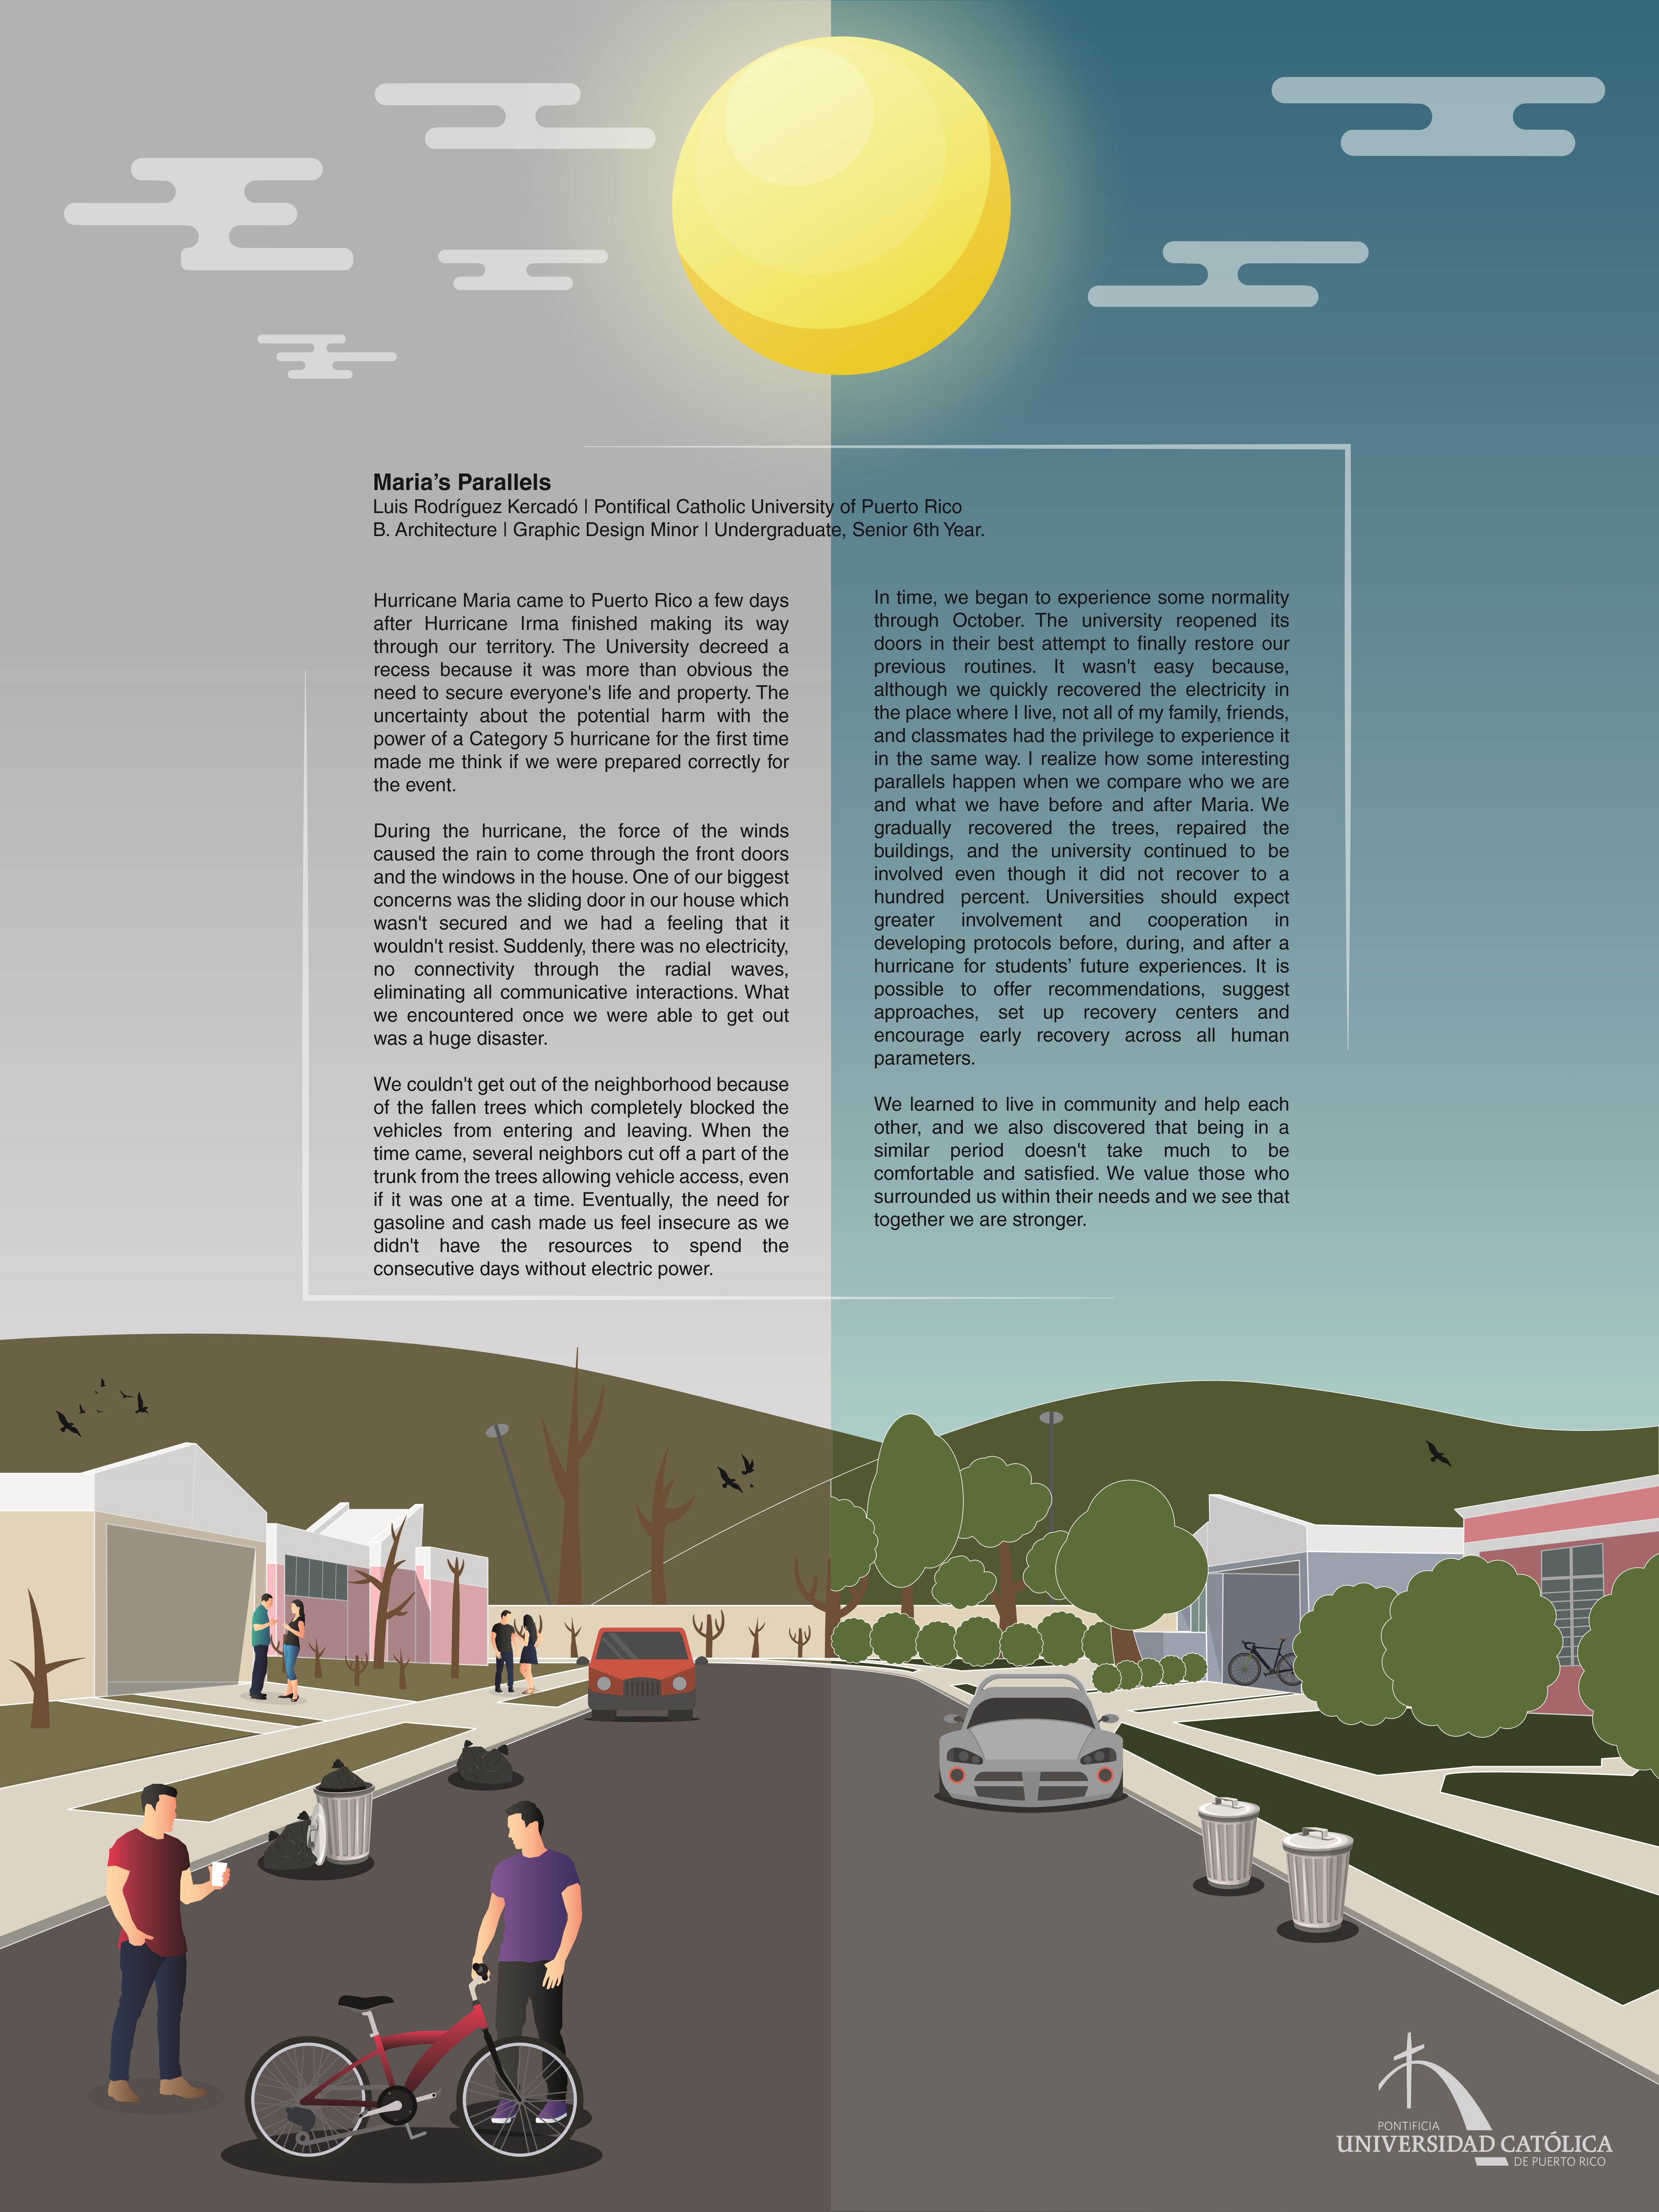 Maria’s Parallels
Luis Rodríguez Kercadó | Pontifical Catholic University of Puerto Rico
B. Architecture | Graphic Design Minor | Undergraduate, Senior 6th Year.
Hurricane Maria came to Puerto Rico a few days
after Hurricane Irma finished making its way
through our territory. The University decreed a
recess because it was more than obvious the
need to secure everyone's life and property. The
uncertainty about the potential harm with the
power of a Category 5 hurricane for the first time
made me think if we were prepared correctly for
the event.
During the hurricane, the force of the winds
caused the rain to come through the front doors
and the windows in the house. One of our biggest
concerns was the sliding door in our house which
wasn't secured and we had a feeling that it
wouldn't resist. Suddenly, there was no electricity,
no connectivity through the radial waves,
eliminating all communicative interactions. What
we encountered once we were able to get out
was a huge disaster.
We couldn't get out of the neighborhood because
of the fallen trees which completely blocked the
vehicles from entering and leaving. When the
time came, several neighbors cut off a part of the
trunk from the trees allowing vehicle access, even
if it was one at a time. Eventually, the need for
gasoline and cash made us feel insecure as we
didn't have the resources to spend the
consecutive days without electric power.
In time, we began to experience some normality
through October. The university reopened its
doors in their best attempt to finally restore our
previous routines. It wasn't easy because,
although we quickly recovered the electricity in
the place where I live, not all of my family, friends,
and classmates had the privilege to experience it
in the same way. I realize how some interesting
parallels happen when we compare who we are
and what we have before and after Maria. We
gradually recovered the trees, repaired the
buildings, and the university continued to be
involved even though it did not recover to a
hundred percent. Universities should expect
greater involvement and cooperation in
developing protocols before, during, and after a
hurricane for students’ future experiences. It is
possible to offer recommendations, suggest
approaches, set up recovery centers and
encourage early recovery across all human
parameters.
We learned to live in community and help each
other, and we also discovered that being in a
similar period doesn't take much to be
comfortable and satisfied. We value those who
surrounded us within their needs and we see that
together we are stronger.
PONTIFICIA
UNIVERSIDAD CATÓLICA
DE PUERTO RICO